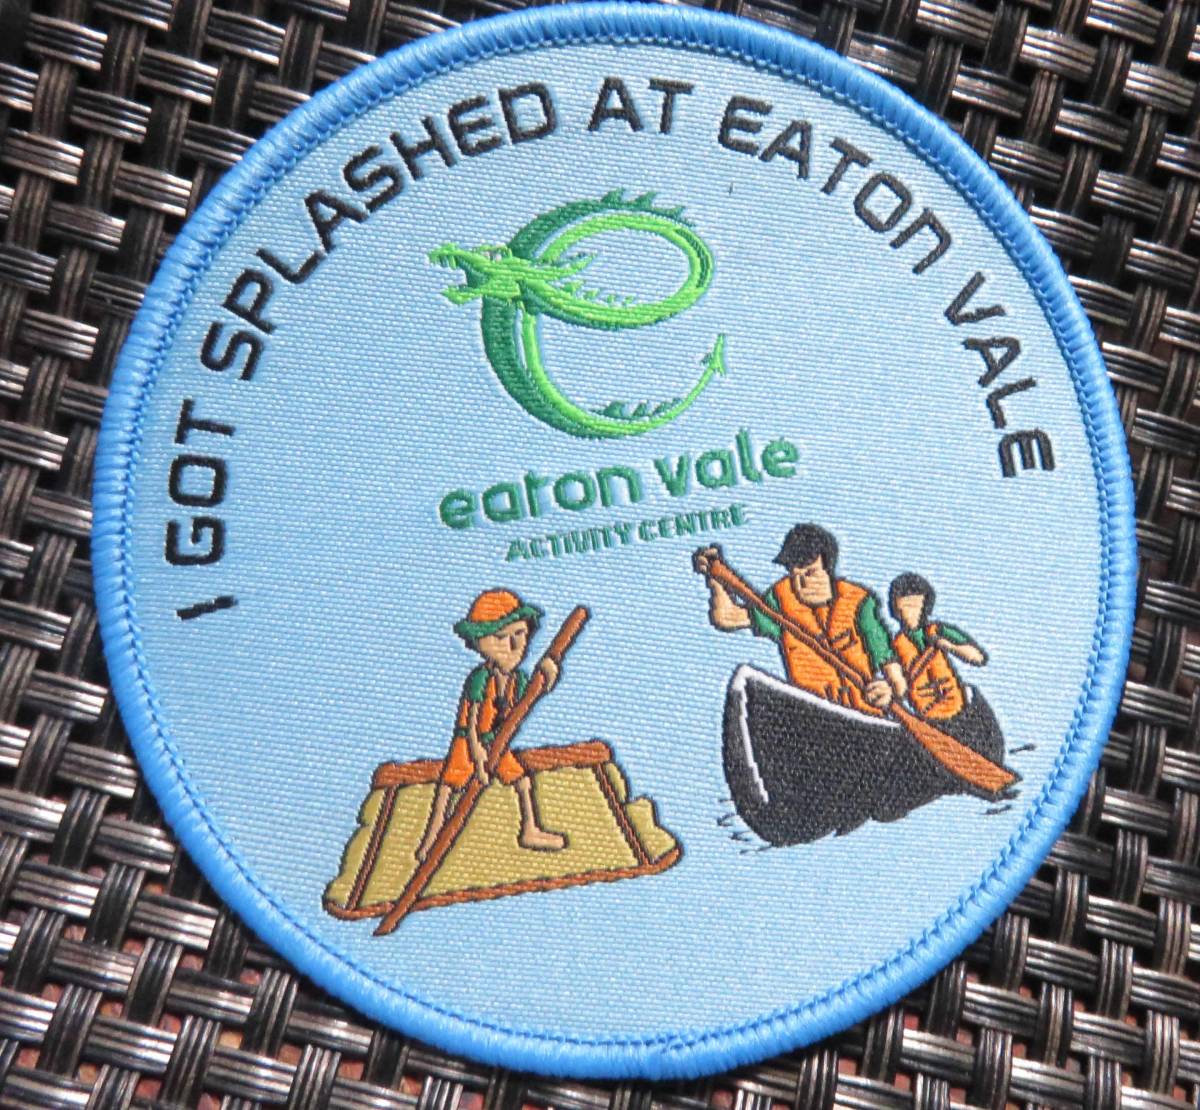 I GOT SPLASHED AT EATON VALE
eaton vale
ACTIVITY CENTRE